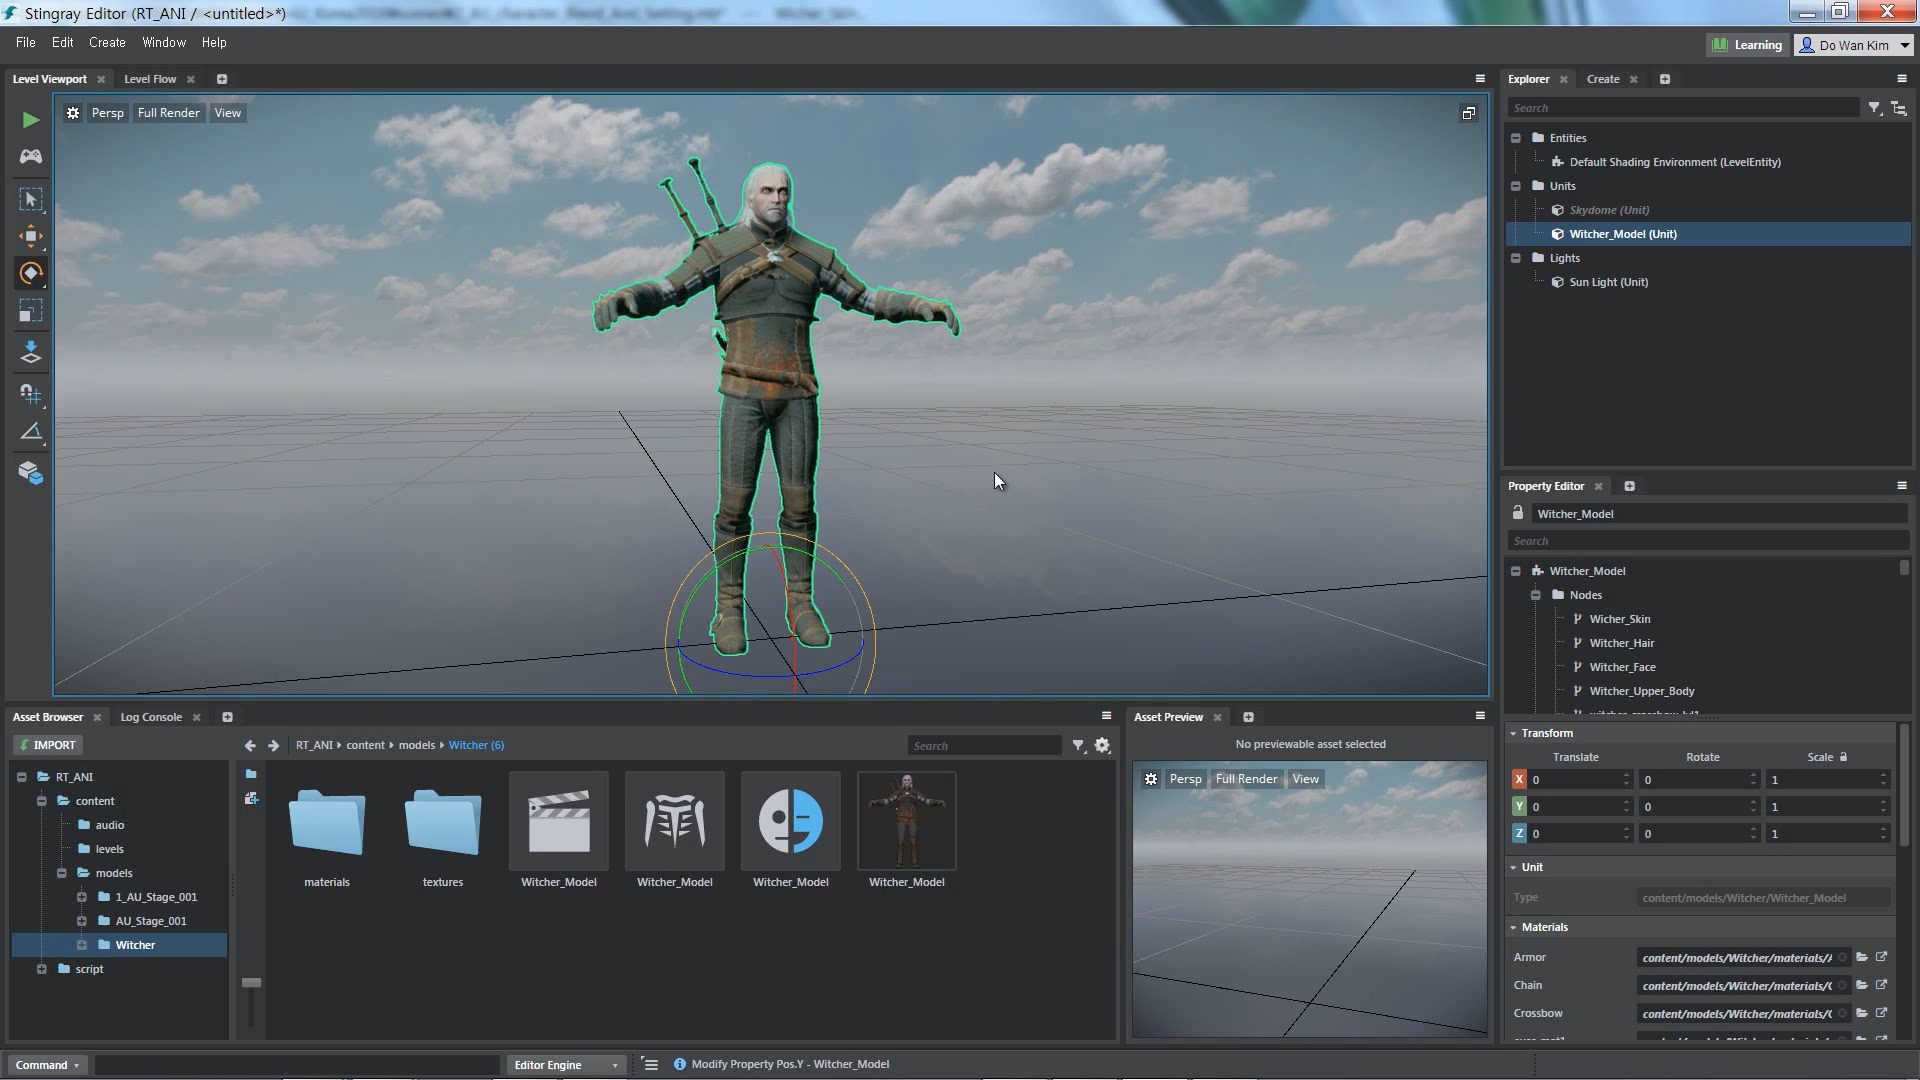 Stingray Editor (RT_ANI / <untitled>*)
File Edit Create Window Help
Learning Do Wan Kim
Level Viewport Level Flow
Persp Full Render View
Explorer Create
Search
Entities
Default Shading Environment (LevelEntity)
Units
Skydome (Unit)
Witcher_Model (Unit)
Lights
Sun Light (Unit)
Property Editor
Witcher_Model
Search
Witcher_Model
Nodes
Wicher_Skin
Witcher_Hair
Witcher_Face
Witcher_Upper_Body
Transform
Translate Rotate Scale
X 0 0 1
Y 0 0 1
Z 0 0 1
Unit
Type content/models/Witcher/Witcher_Model
Materials
Armor content/models/Witcher/materials/
Chain content/models/Witcher/materials/
Crossbow content/models/Witcher/materials/
Asset Browser Log Console
IMPORT
RT_ANI content models Witcher (6)
Search
RT_ANI
content
audio
levels
models
1_AU_Stage_001
AU_Stage_001
Witcher
script
materials
textures
Witcher_Model
Witcher_Model
Witcher_Model
Witcher_Model
Asset Preview
No previewable asset selected
Persp Full Render View
Command
Editor Engine
Modify Property Pos.Y - Witcher_Model